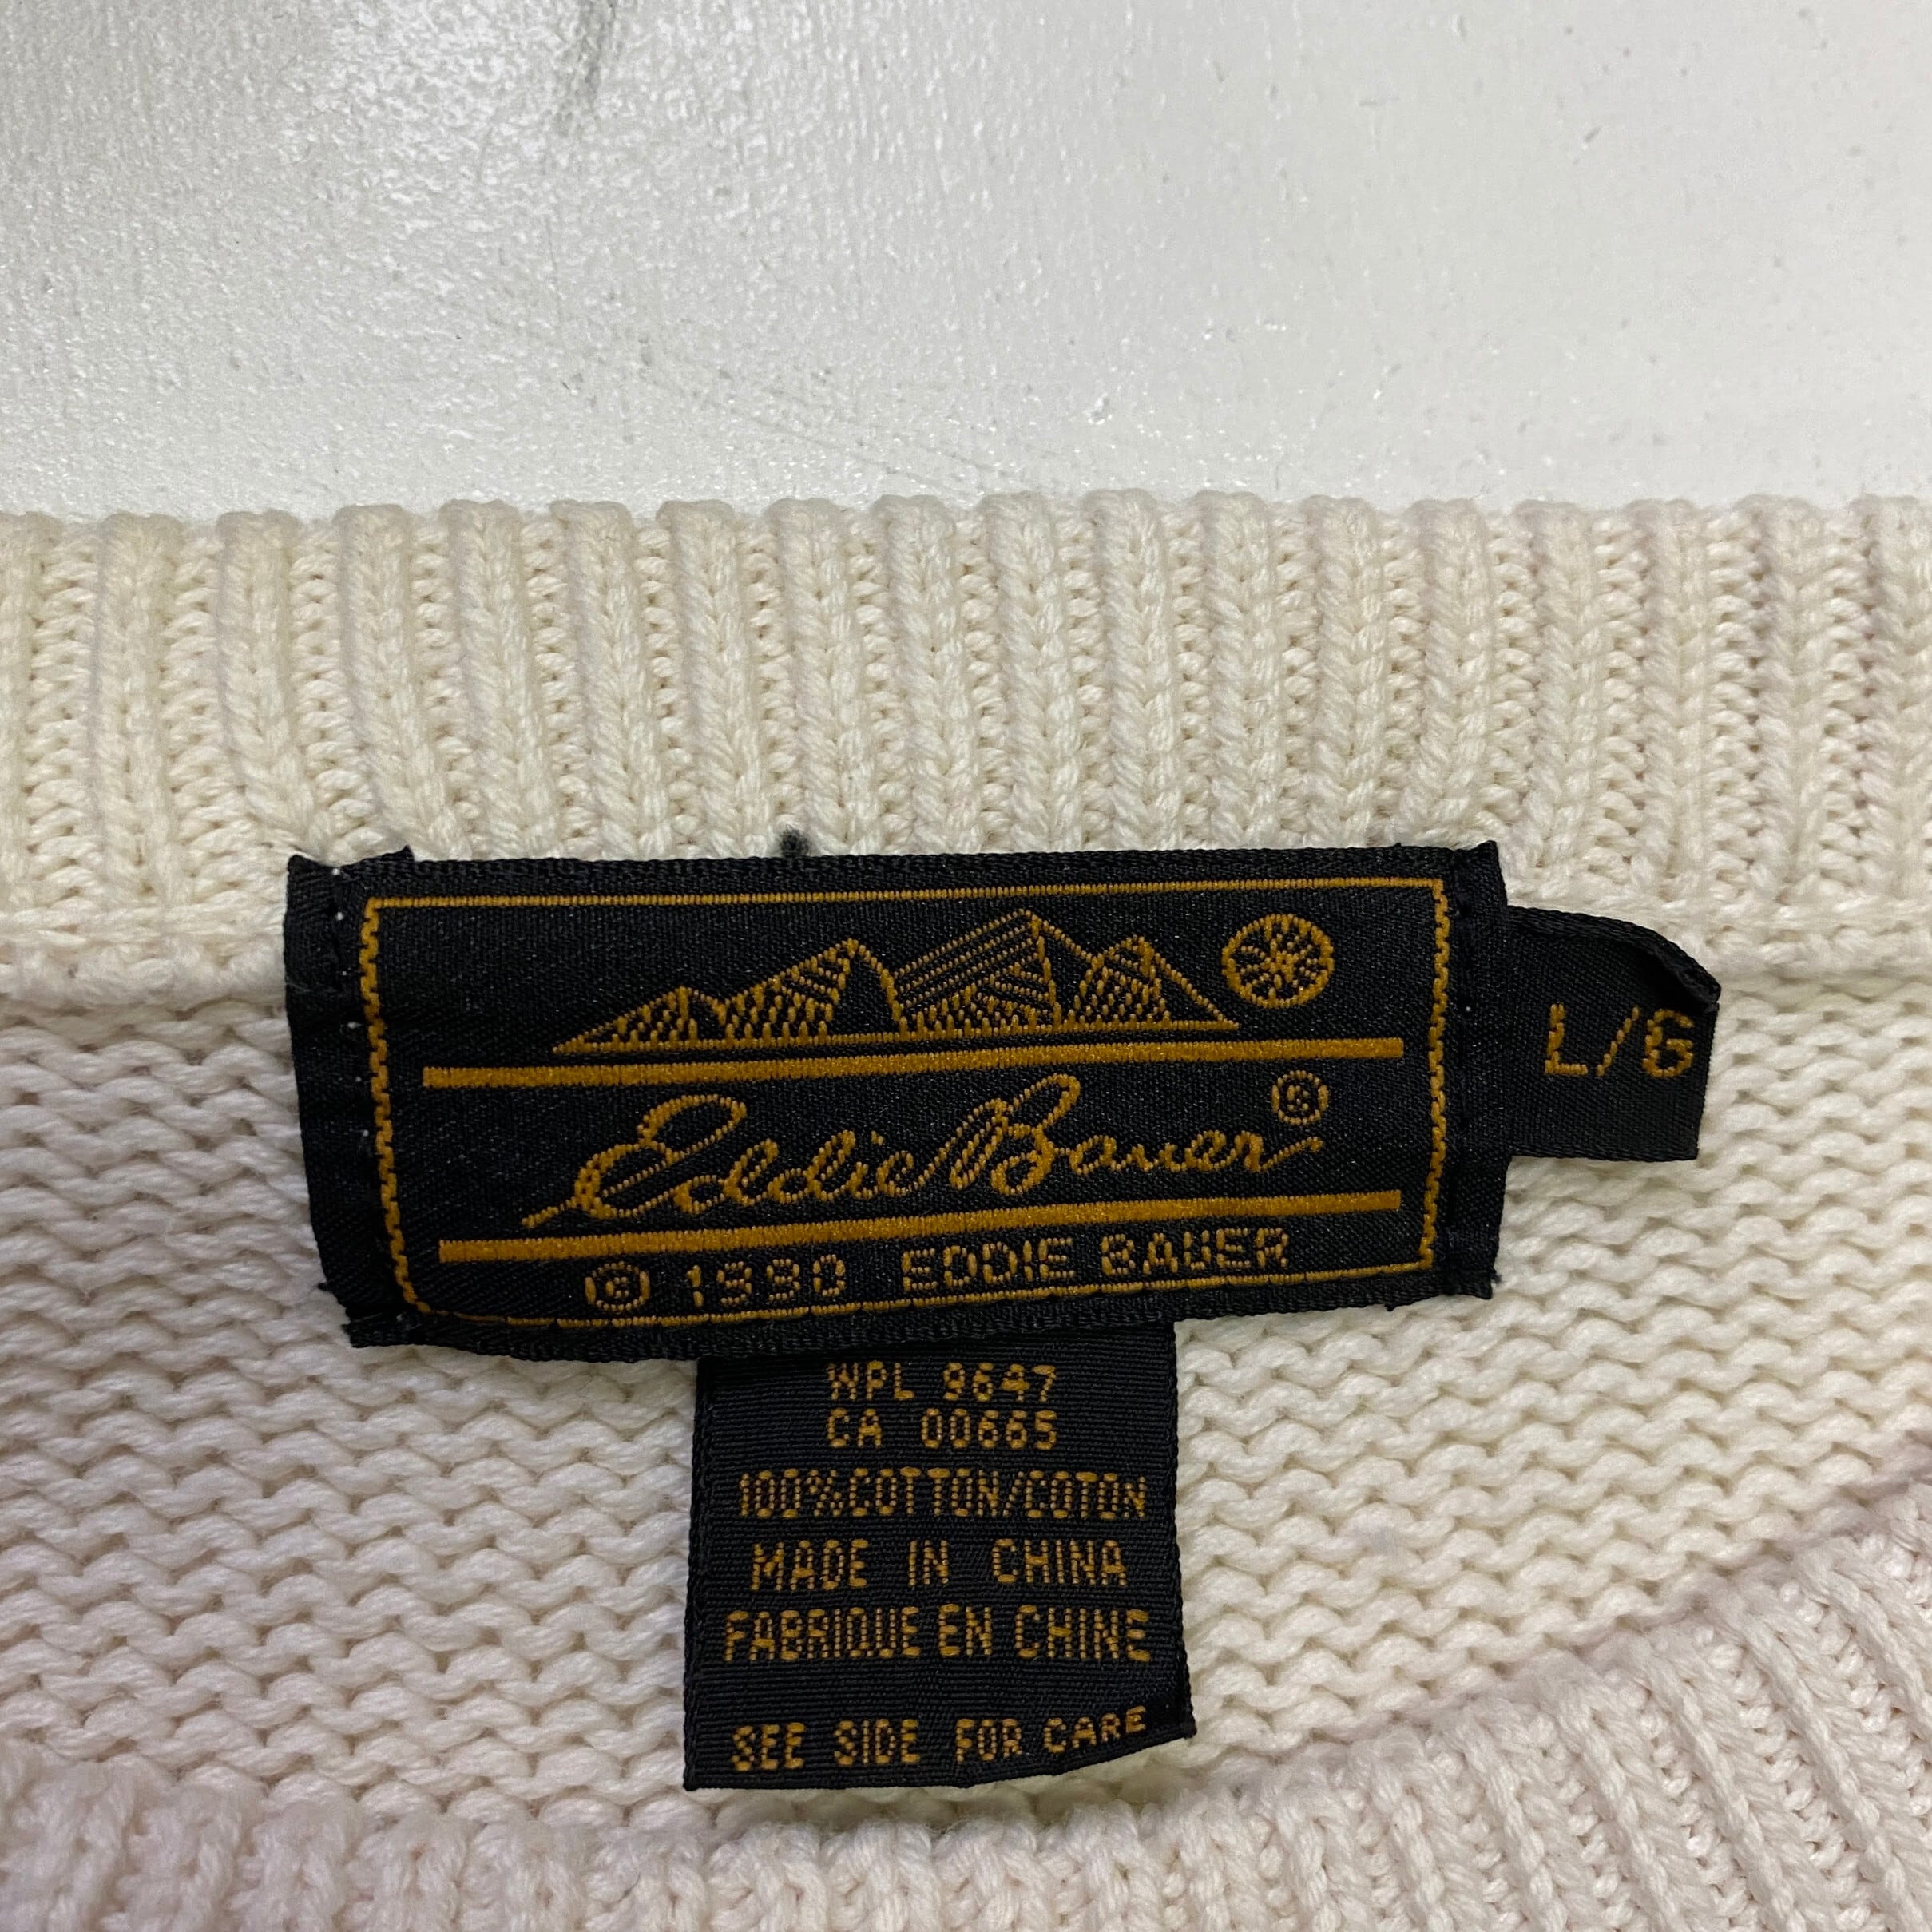 Eddie Bauer®
© 1990 EDDIE BAUER
L/G
WPL 9647
CA 00665
100% COTTON/COTON
MADE IN CHINA
FABRIQUE EN CHINE
SEE SIDE FOR CARE